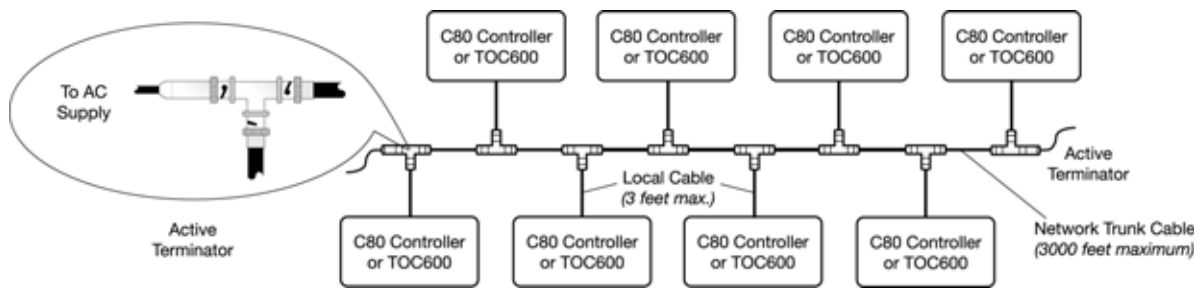 To AC
Supply
Active
Terminator
C80 Controller
or TOC600
C80 Controller
or TOC600
C80 Controller
or TOC600
C80 Controller
or TOC600
Active
Terminator
Local Cable
(3 feet max.)
C80 Controller
or TOC600
C80 Controller
or TOC600
C80 Controller
or TOC600
C80 Controller
or TOC600
Network Trunk Cable
(3000 feet maximum)